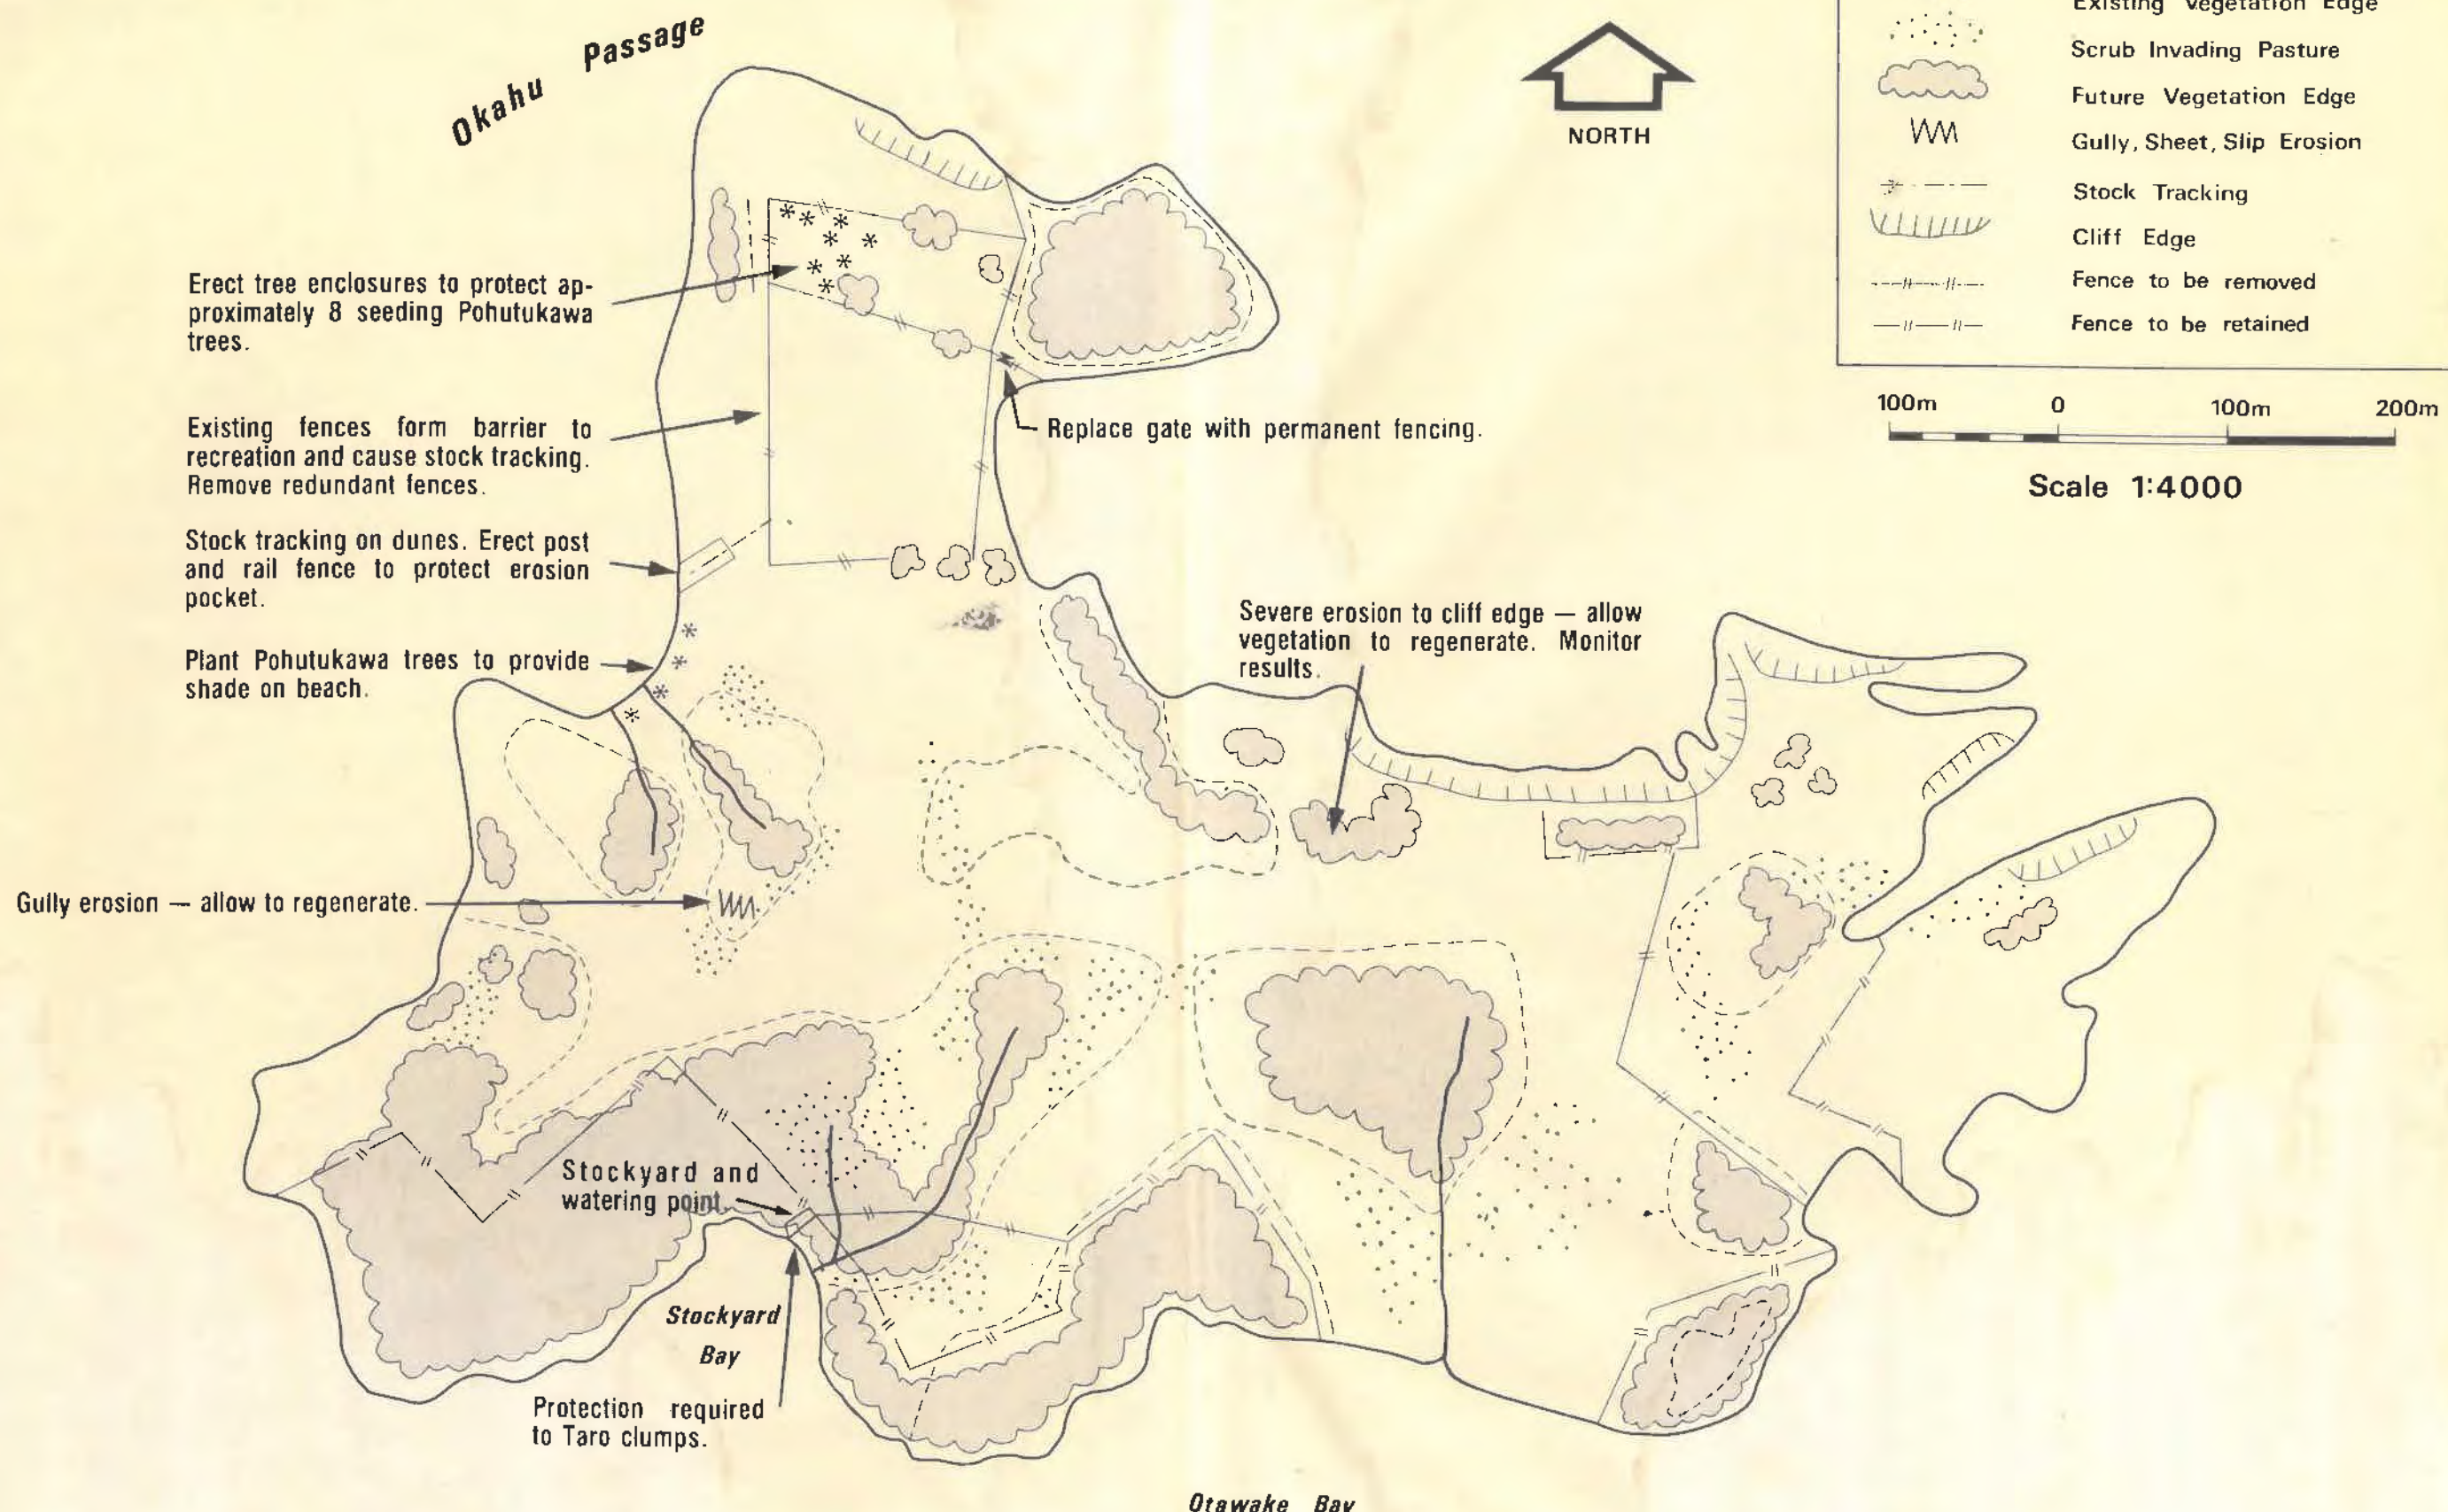 Okahu Passage
NORTH
Existing Vegetation Edge
Scrub Invading Pasture
Future Vegetation Edge
Gully, Sheet, Slip Erosion
Stock Tracking
Cliff Edge
Fence to be removed
Fence to be retained
100m 0 100m 200m
Scale 1:4000
Erect tree enclosures to protect ap-
proximately 8 seeding Pohutukawa
trees.
Existing fences form barrier to
recreation and cause stock tracking.
Remove redundant fences.
Replace gate with permanent fencing.
Stock tracking on dunes. Erect post
and rail fence to protect erosion
pocket.
Plant Pohutukawa trees to provide
shade on beach.
Severe erosion to cliff edge — allow
vegetation to regenerate. Monitor
results.
Gully erosion — allow to regenerate.
Stockyard and
watering point.
Stockyard
Bay
Protection required
to Taro clumps.
Otawake Bay